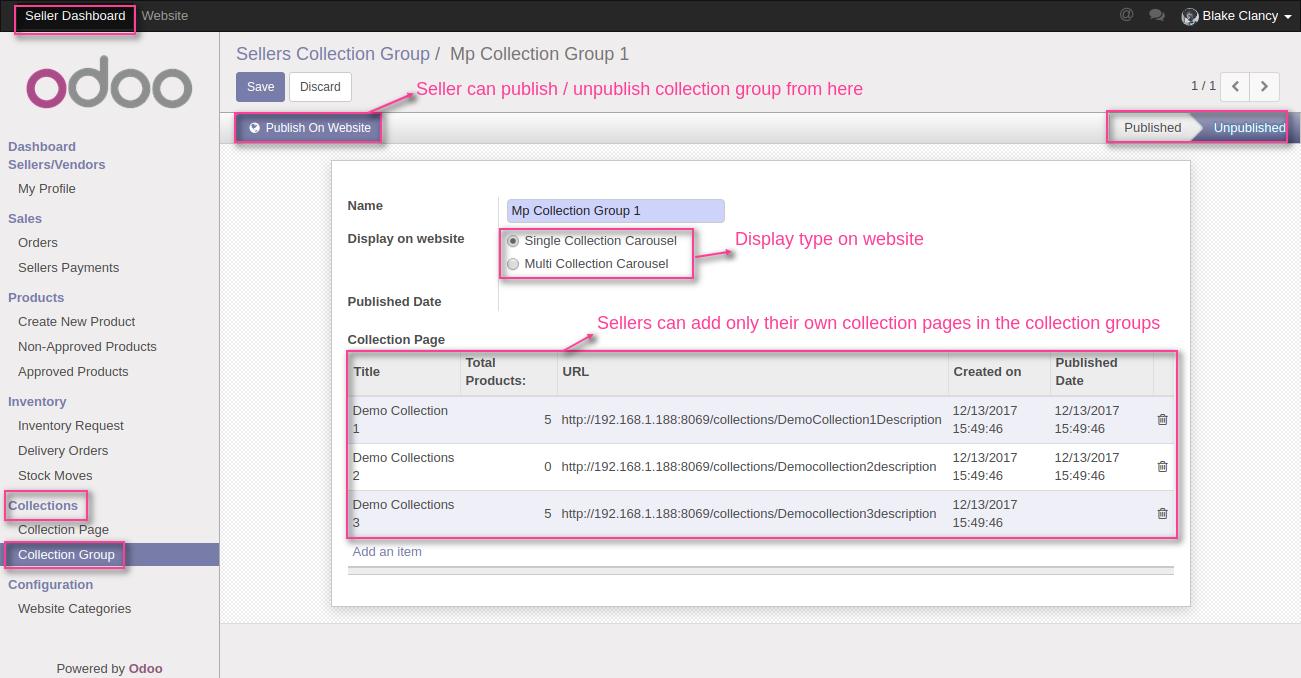 Seller Dashboard Website @ Blake Clancy
odoo
Dashboard
Sellers/Vendors
My Profile
Sales
Orders
Sellers Payments
Products
Create New Product
Non-Approved Products
Approved Products
Inventory
Inventory Request
Delivery Orders
Stock Moves
Collections
Collection Page
Collection Group
Configuration
Website Categories
Powered by Odoo
Sellers Collection Group / Mp Collection Group 1
Save Discard
Seller can publish / unpublish collection group from here
1 / 1
Publish On Website
Published Unpublished
Name Mp Collection Group 1
Display on website Single Collection Carousel
Multi Collection Carousel
Display type on website
Published Date
Sellers can add only their own collection pages in the collection groups
Collection Page
Title Total Products: URL Created on Published Date
Demo Collection 1 5 http://192.168.1.188:8069/collections/DemoCollection1Description 12/13/2017 15:49:46 12/13/2017 15:49:46
Demo Collections 2 0 http://192.168.1.188:8069/collections/Democollection2description 12/13/2017 15:49:46 12/13/2017 15:49:46
Demo Collections 3 5 http://192.168.1.188:8069/collections/Democollection3description 12/13/2017 15:49:46
Add an item